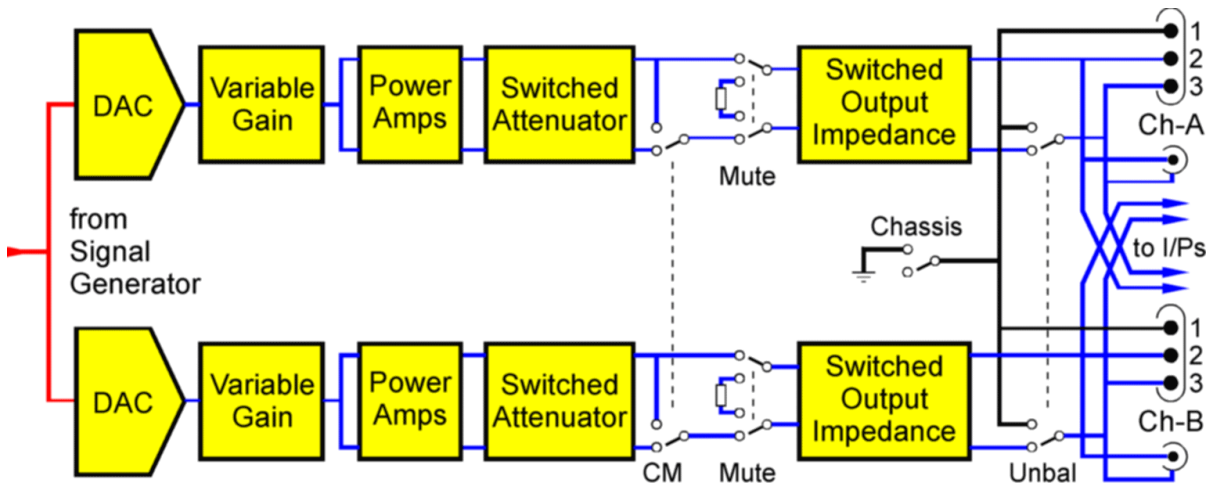 DAC
Variable
Gain
Power
Amps
Switched
Attenuator
Mute
Switched
Output
Impedance
1
2
3
Ch-A
from
Signal
Generator
Chassis
to I/Ps
DAC
Variable
Gain
Power
Amps
Switched
Attenuator
CM
Mute
Switched
Output
Impedance
Unbal
1
2
3
Ch-B